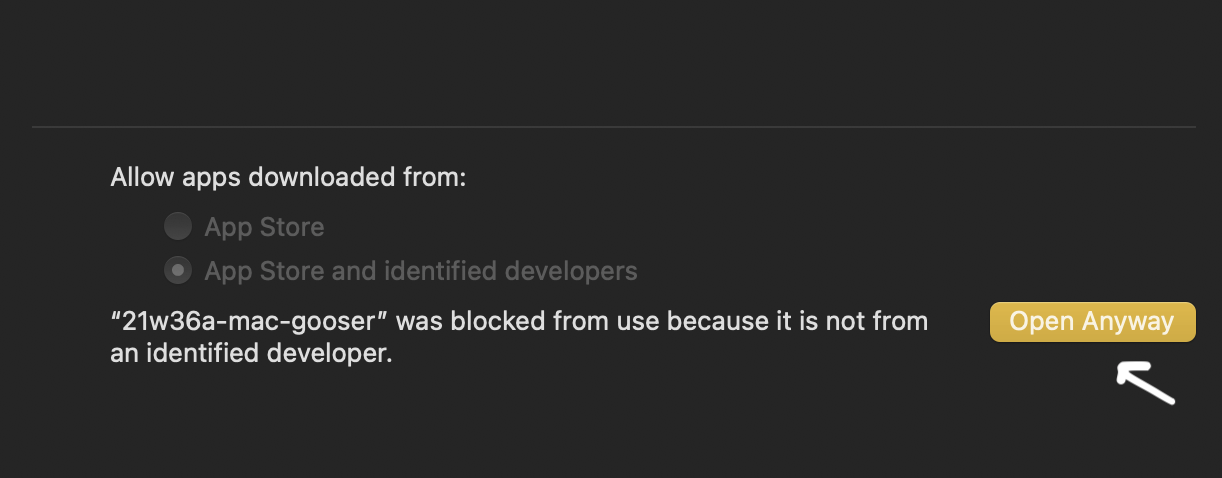 Allow apps downloaded from:
App Store
App Store and identified developers
“21w36a-mac-gooser” was blocked from use because it is not from
an identified developer.
Open Anyway